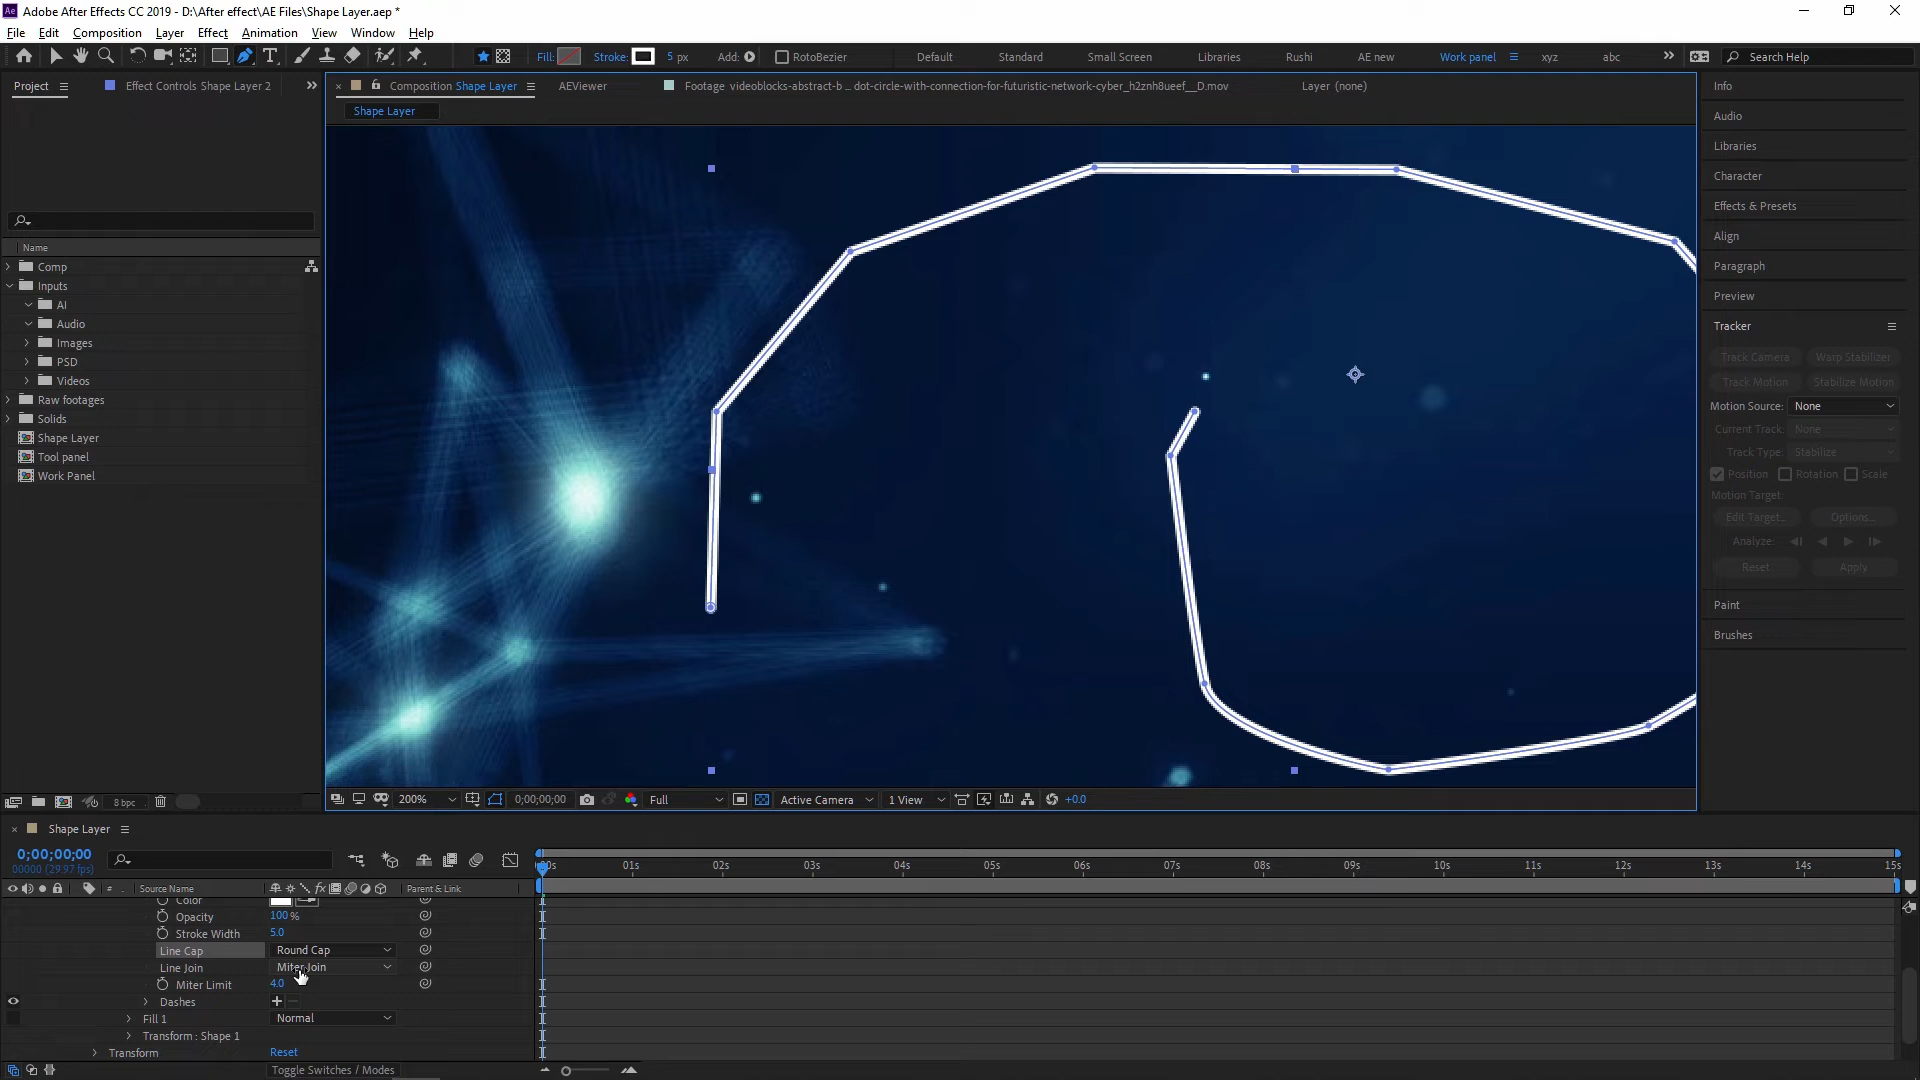 Ae Adobe After Effects CC 2019 - D:\After effect\AE Files\Shape Layer.aep *
File Edit Composition Layer Effect Animation View Window Help
Fill: Stroke: 5 px Add: RotoBezier Default Standard Small Screen Libraries Rushi AE new Work panel xyz abc » Search Help
Project Effect Controls Shape Layer 2 » × Composition Shape Layer AEViewer Footage videoblocks-abstract-b ... dot-circle-with-connection-for-futuristic-network-cyber_h2znh8ueef__D.mov Layer (none)
Shape Layer
Info
Audio
Libraries
Character
Effects & Presets
Align
Paragraph
Preview
Tracker
Track Camera Warp Stabilizer
Track Motion Stabilize Motion
Motion Source: None
Current Track: None
Track Type: Stabilize
Position Rotation Scale
Motion Target:
Edit Target... Options...
Analyze:
Reset Apply
Paint
Brushes
Name
Comp
Inputs
AI
Audio
Images
PSD
Videos
Raw footages
Solids
Shape Layer
Tool panel
Work Panel
8 bpc
200% 0;00;00;00 Full Active Camera 1 View +0.0
× Shape Layer
0;00;00;00
00000 (29.97 fps)
# . Source Name Parent & Link
00s 01s 02s 03s 04s 05s 06s 07s 08s 09s 10s 11s 12s 13s 14s 15s
Color
Opacity 100 %
Stroke Width 5.0
Line Cap Round Cap
Line Join Miter Join
Miter Limit 4.0
Dashes + −
Fill 1 Normal
Transform : Shape 1
Transform Reset
Toggle Switches / Modes